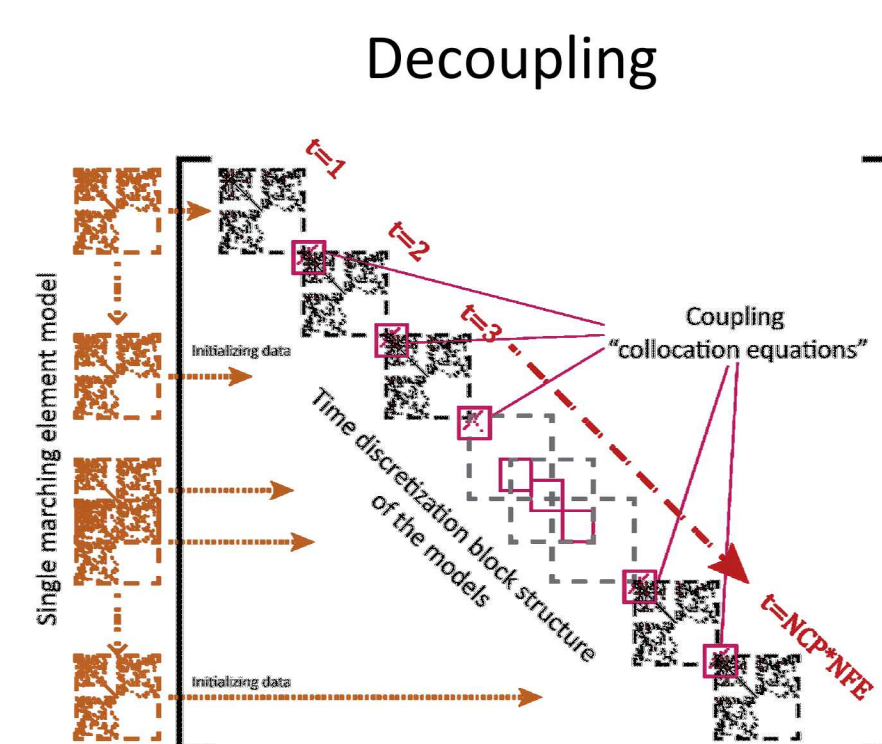 Decoupling
t=1
t=2
t=3
Coupling
“collocation equations”
Initializing data
Single marching element model
Time discretization block structure
of the models
t=NCP*NFE
Initializing data